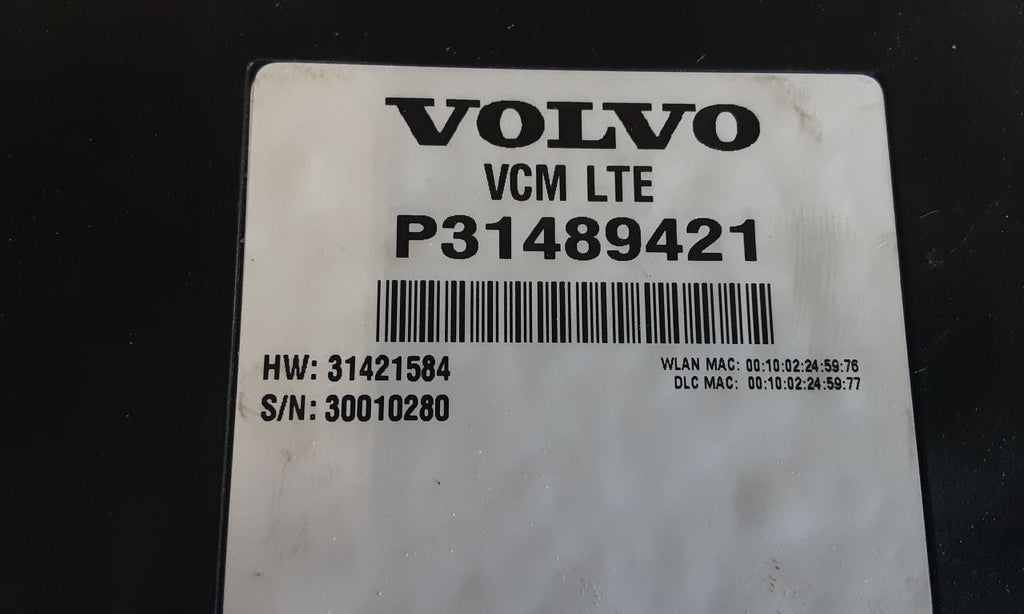 VOLVO
VCM LTE
P31489421
HW: 31421584
S/N: 30010280
WLAN MAC: 00:10:02:24:59:76
DLC MAC: 00:10:02:24:59:77